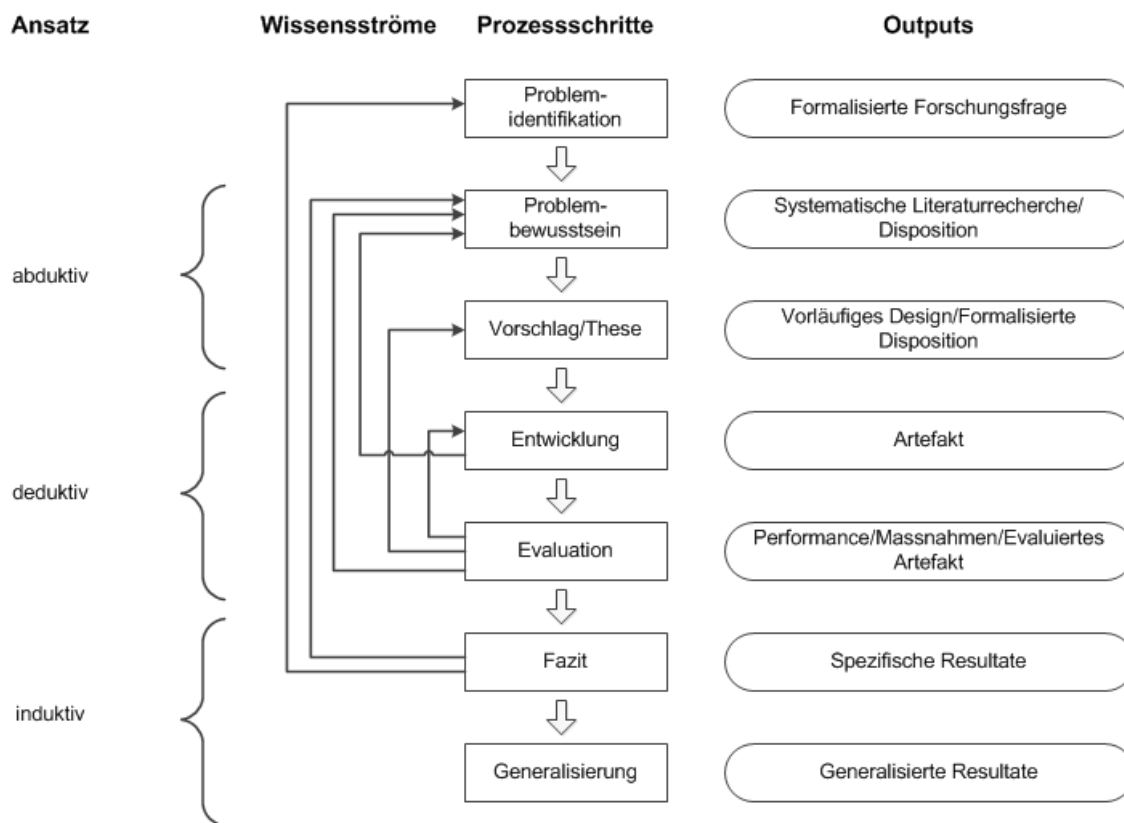 Ansatz
Wissensströme
Prozessschritte
Outputs
Problem-
identifikation
Formalisierte Forschungsfrage
abduktiv
Problem-
bewusstsein
Systematische Literaturrecherche/
Disposition
Vorschlag/These
Vorläufiges Design/Formalisierte
Disposition
deduktiv
Entwicklung
Artefakt
Evaluation
Performance/Massnahmen/Evaluiertes
Artefakt
induktiv
Fazit
Spezifische Resultate
Generalisierung
Generalisierte Resultate